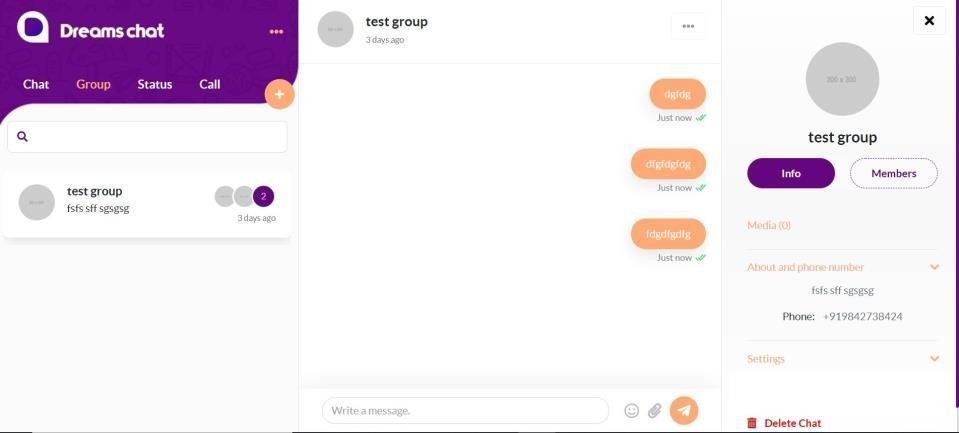 Dreams chat
Chat Group Status Call
test group
fsfs sff sgsgsg
2
3 days ago
test group
3 days ago
dgfdg
Just now
dfgfdgfdg
Just now
fdgdfgdfg
Just now
Write a message.
300 x 300
test group
Info
Members
Media (0)
About and phone number
fsfs sff sgsgsg
Phone: +919842738424
Settings
Delete Chat